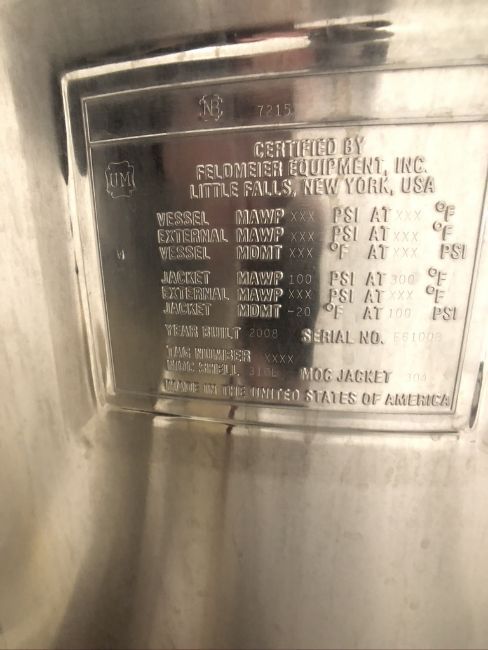 NB 7215
CERTIFIED BY
FELDMEIER EQUIPMENT, INC.
LITTLE FALLS, NEW YORK, USA
UM
VESSEL MAWP XXX PSI AT XXX °F
EXTERNAL MAWP XXX PSI AT XXX °F
VESSEL MDMT XXX °F AT XXX PSI
JACKET MAWP 100 PSI AT 300 °F
EXTERNAL MAWP XXX PSI AT XXX °F
JACKET MDMT -20 °F AT 100 PSI
YEAR BUILT 2008 SERIAL NO.
TAG NUMBER XXXX
MOC SHELL 316L MOC JACKET 304
MADE IN THE UNITED STATES OF AMERICA